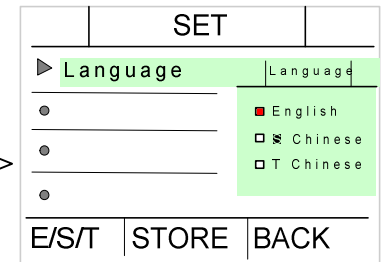 SET
Language
Language
English
S Chinese
T Chinese
>
E/S/T STORE BACK